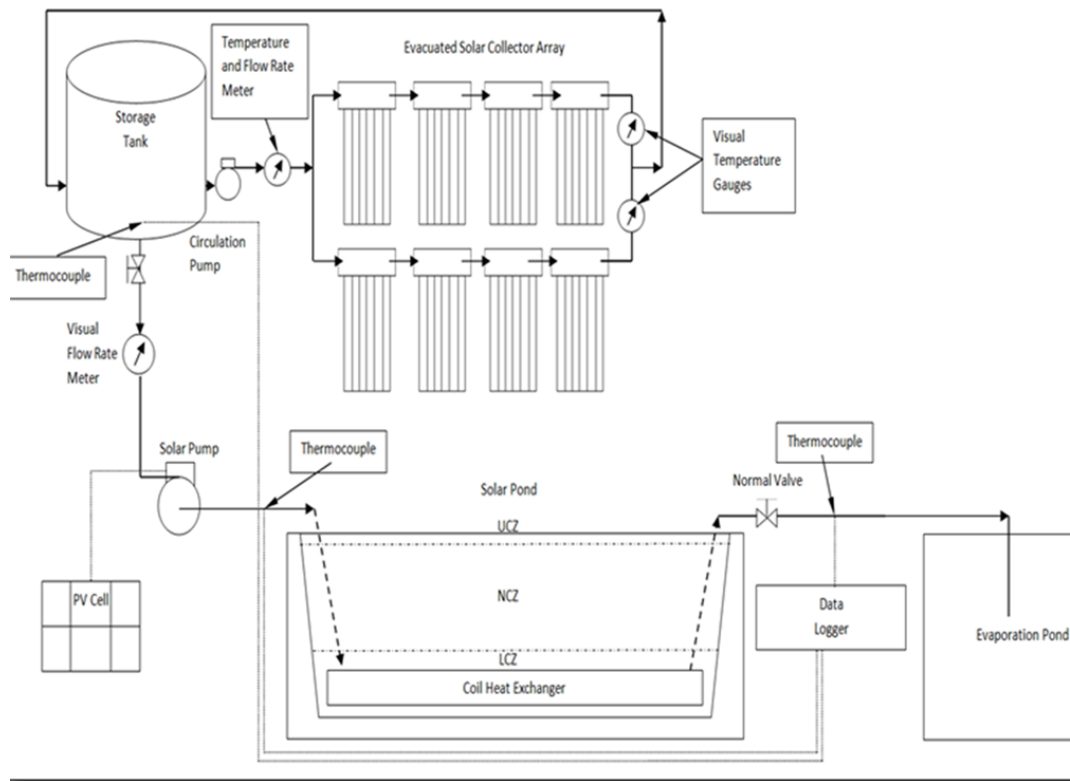 Temperature
and Flow Rate
Meter
Evacuated Solar Collector Array
Storage
Tank
Visual
Temperature
Gauges
Circulation
Pump
Thermocouple
Visual
Flow Rate
Meter
Solar Pump
Thermocouple
Thermocouple
Normal Valve
Solar Pond
UCZ
NCZ
LCZ
Coil Heat Exchanger
PV Cell
Data
Logger
Evaporation Pond